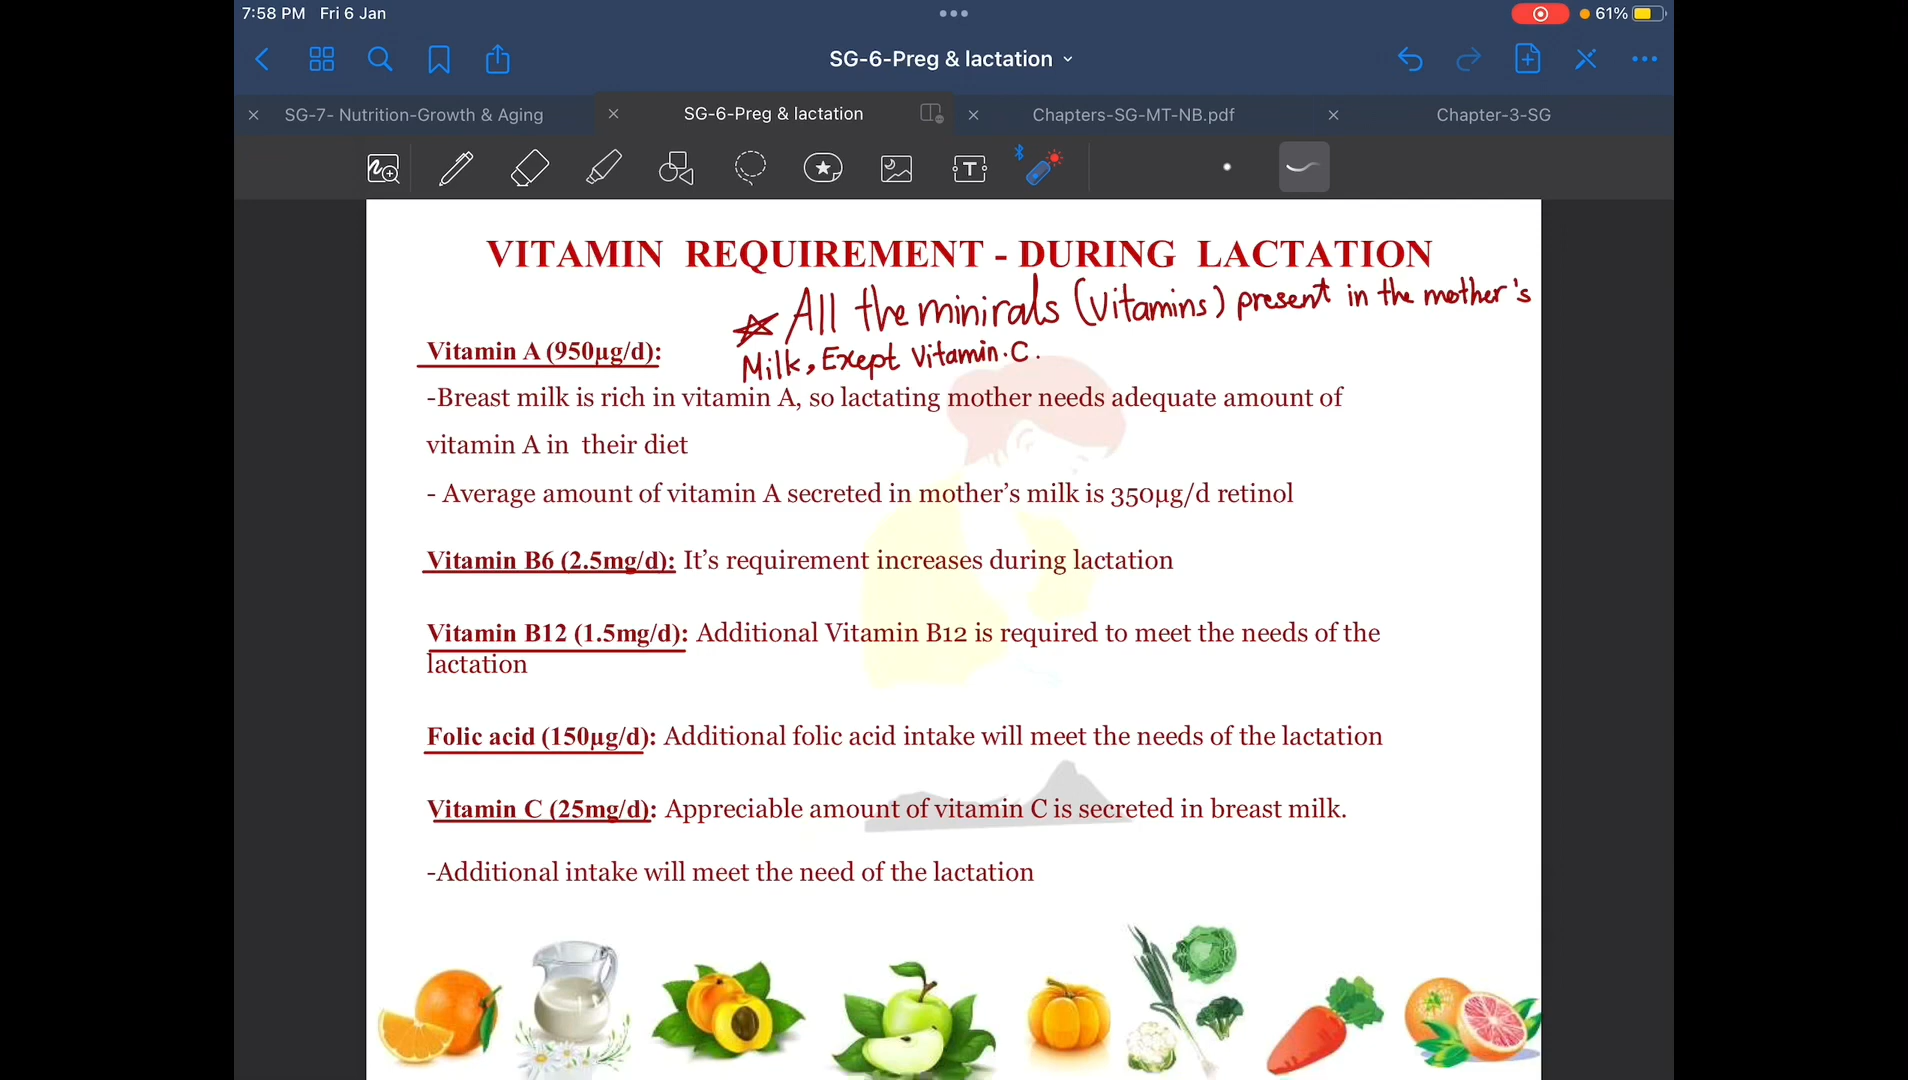 7:58 PM Fri 6 Jan
61%
SG-6-Preg & lactation
SG-7- Nutrition-Growth & Aging
SG-6-Preg & lactation
Chapters-SG-MT-NB.pdf
Chapter-3-SG
T
VITAMIN REQUIREMENT - DURING LACTATION
All the minirals (vitamins) present in the mother's
Milk, Exept Vitamin.C.
Vitamin A (950µg/d):
-Breast milk is rich in vitamin A, so lactating mother needs adequate amount of
vitamin A in their diet
- Average amount of vitamin A secreted in mother's milk is 350µg/d retinol
Vitamin B6 (2.5mg/d): It's requirement increases during lactation
Vitamin B12 (1.5mg/d): Additional Vitamin B12 is required to meet the needs of the
lactation
Folic acid (150µg/d): Additional folic acid intake will meet the needs of the lactation
Vitamin C (25mg/d): Appreciable amount of vitamin C is secreted in breast milk.
-Additional intake will meet the need of the lactation